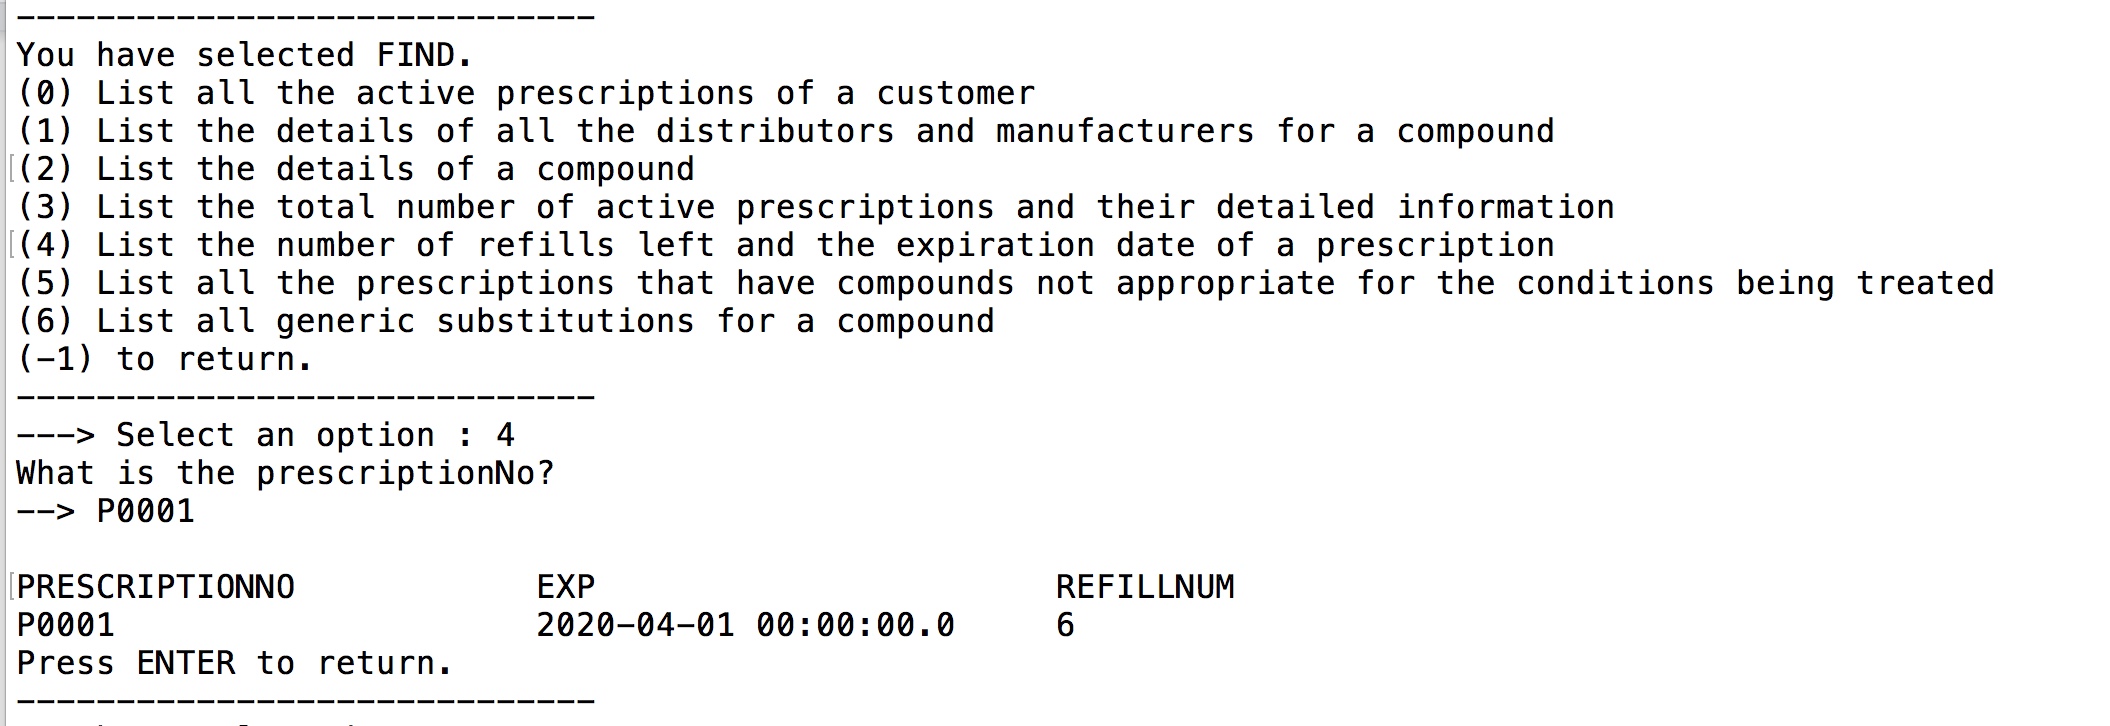 -----------------------------
You have selected FIND.
(0) List all the active prescriptions of a customer
(1) List the details of all the distributors and manufacturers for a compound
(2) List the details of a compound
(3) List the total number of active prescriptions and their detailed information
(4) List the number of refills left and the expiration date of a prescription
(5) List all the prescriptions that have compounds not appropriate for the conditions being treated
(6) List all generic substitutions for a compound
(-1) to return.
-----------------------------
---> Select an option : 4
What is the prescriptionNo?
--> P0001
PRESCRIPTIONNO EXP REFILLNUM
P0001 2020-04-01 00:00:00.0 6
Press ENTER to return.
-----------------------------